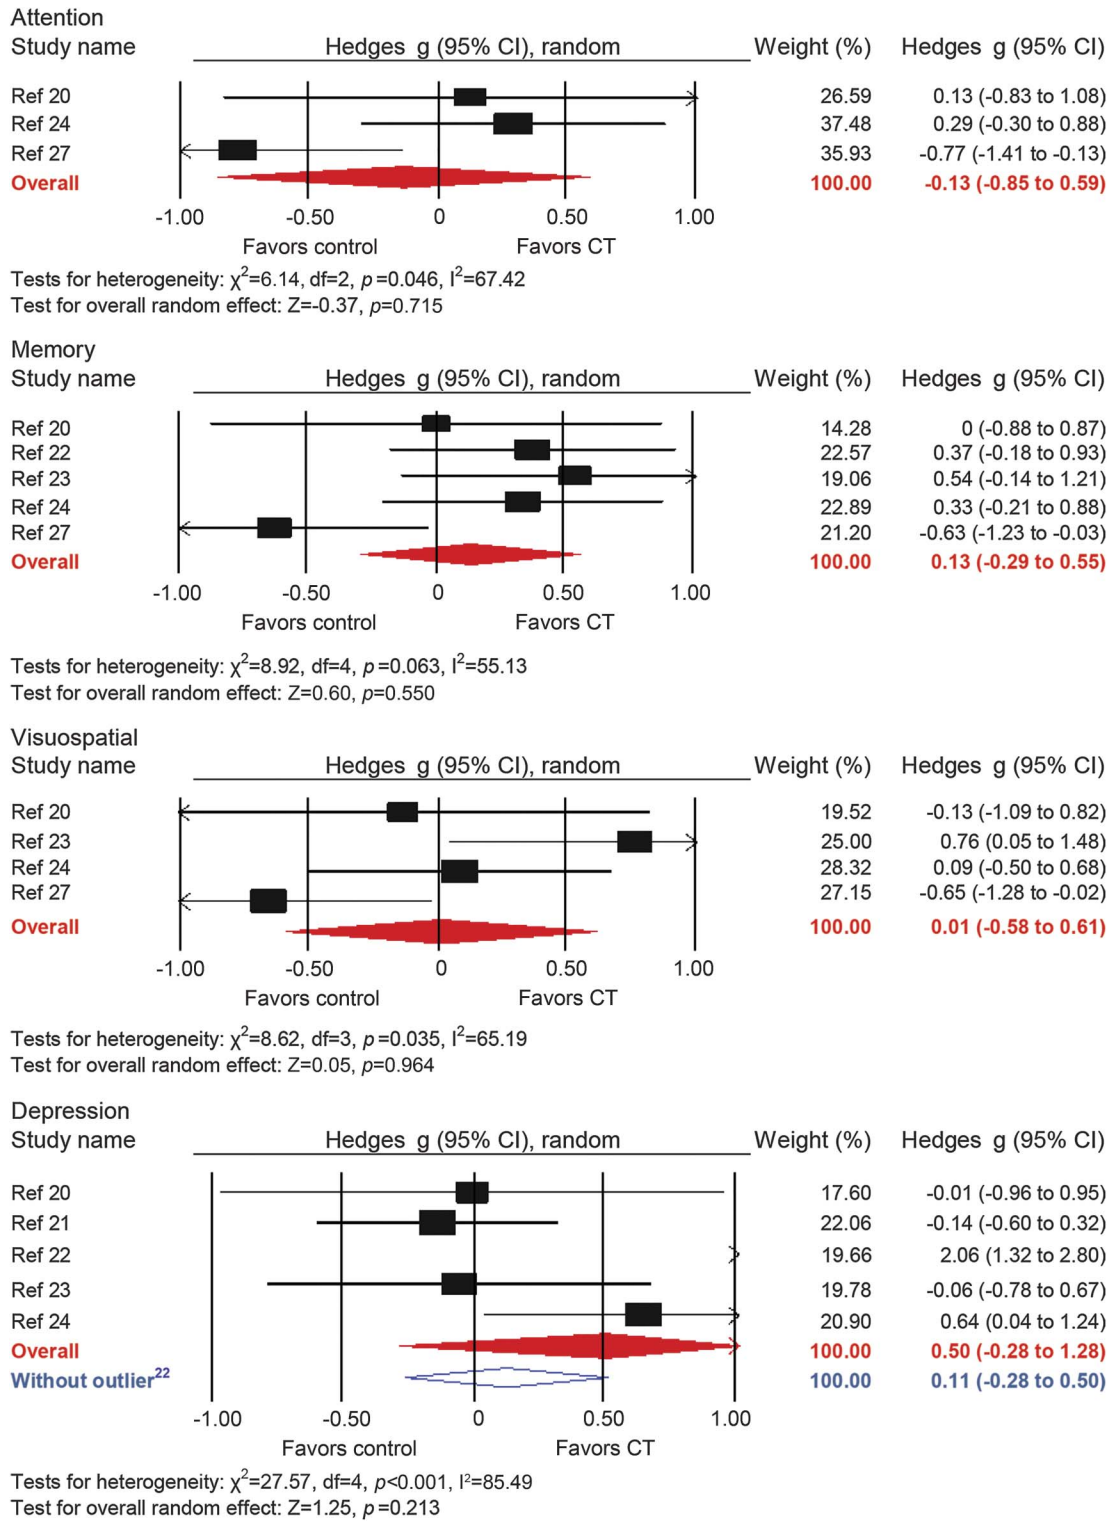 Attention
Study name Hedges g (95% CI), random Weight (%) Hedges g (95% CI)
Ref 20 26.59 0.13 (-0.83 to 1.08)
Ref 24 37.48 0.29 (-0.30 to 0.88)
Ref 27 35.93 -0.77 (-1.41 to -0.13)
Overall 100.00 -0.13 (-0.85 to 0.59)
-1.00 -0.50 0 0.50 1.00
Favors control Favors CT
Tests for heterogeneity: χ²=6.14, df=2, p=0.046, I²=67.42
Test for overall random effect: Z=-0.37, p=0.715
Memory
Study name Hedges g (95% CI), random Weight (%) Hedges g (95% CI)
Ref 20 14.28 0 (-0.88 to 0.87)
Ref 22 22.57 0.37 (-0.18 to 0.93)
Ref 23 19.06 0.54 (-0.14 to 1.21)
Ref 24 22.89 0.33 (-0.21 to 0.88)
Ref 27 21.20 -0.63 (-1.23 to -0.03)
Overall 100.00 0.13 (-0.29 to 0.55)
-1.00 -0.50 0 0.50 1.00
Favors control Favors CT
Tests for heterogeneity: χ²=8.92, df=4, p=0.063, I²=55.13
Test for overall random effect: Z=0.60, p=0.550
Visuospatial
Study name Hedges g (95% CI), random Weight (%) Hedges g (95% CI)
Ref 20 19.52 -0.13 (-1.09 to 0.82)
Ref 23 25.00 0.76 (0.05 to 1.48)
Ref 24 28.32 0.09 (-0.50 to 0.68)
Ref 27 27.15 -0.65 (-1.28 to -0.02)
Overall 100.00 0.01 (-0.58 to 0.61)
-1.00 -0.50 0 0.50 1.00
Favors control Favors CT
Tests for heterogeneity: χ²=8.62, df=3, p=0.035, I²=65.19
Test for overall random effect: Z=0.05, p=0.964
Depression
Study name Hedges g (95% CI), random Weight (%) Hedges g (95% CI)
Ref 20 17.60 -0.01 (-0.96 to 0.95)
Ref 21 22.06 -0.14 (-0.60 to 0.32)
Ref 22 19.66 2.06 (1.32 to 2.80)
Ref 23 19.78 -0.06 (-0.78 to 0.67)
Ref 24 20.90 0.64 (0.04 to 1.24)
Overall 100.00 0.50 (-0.28 to 1.28)
Without outlier²² 100.00 0.11 (-0.28 to 0.50)
-1.00 -0.50 0 0.50 1.00
Favors control Favors CT
Tests for heterogeneity: χ²=27.57, df=4, p<0.001, I²=85.49
Test for overall random effect: Z=1.25, p=0.213